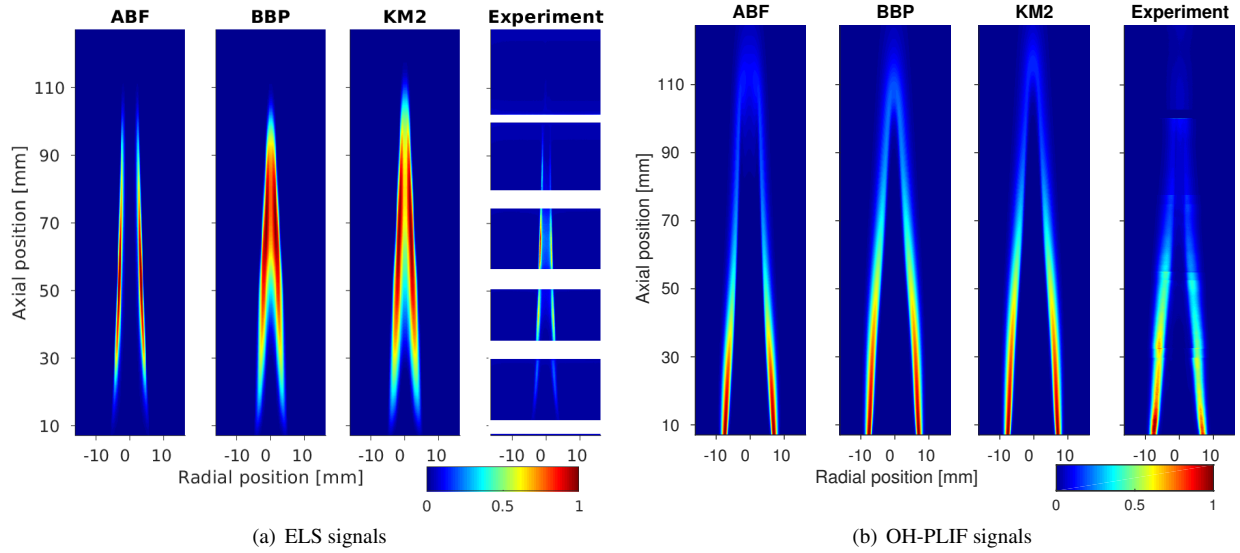 ABF BBP KM2 Experiment
110
90
70
50
30
10
Axial position [mm]
-10 0 10 -10 0 10 -10 0 10 -10 0 10
Radial position [mm]
0 0.5 1
(a) ELS signals
ABF BBP KM2 Experiment
110
90
70
50
30
10
Axial position [mm]
-10 0 10 -10 0 10 -10 0 10 -10 0 10
Radial position [mm]
0 0.5 1
(b) OH-PLIF signals